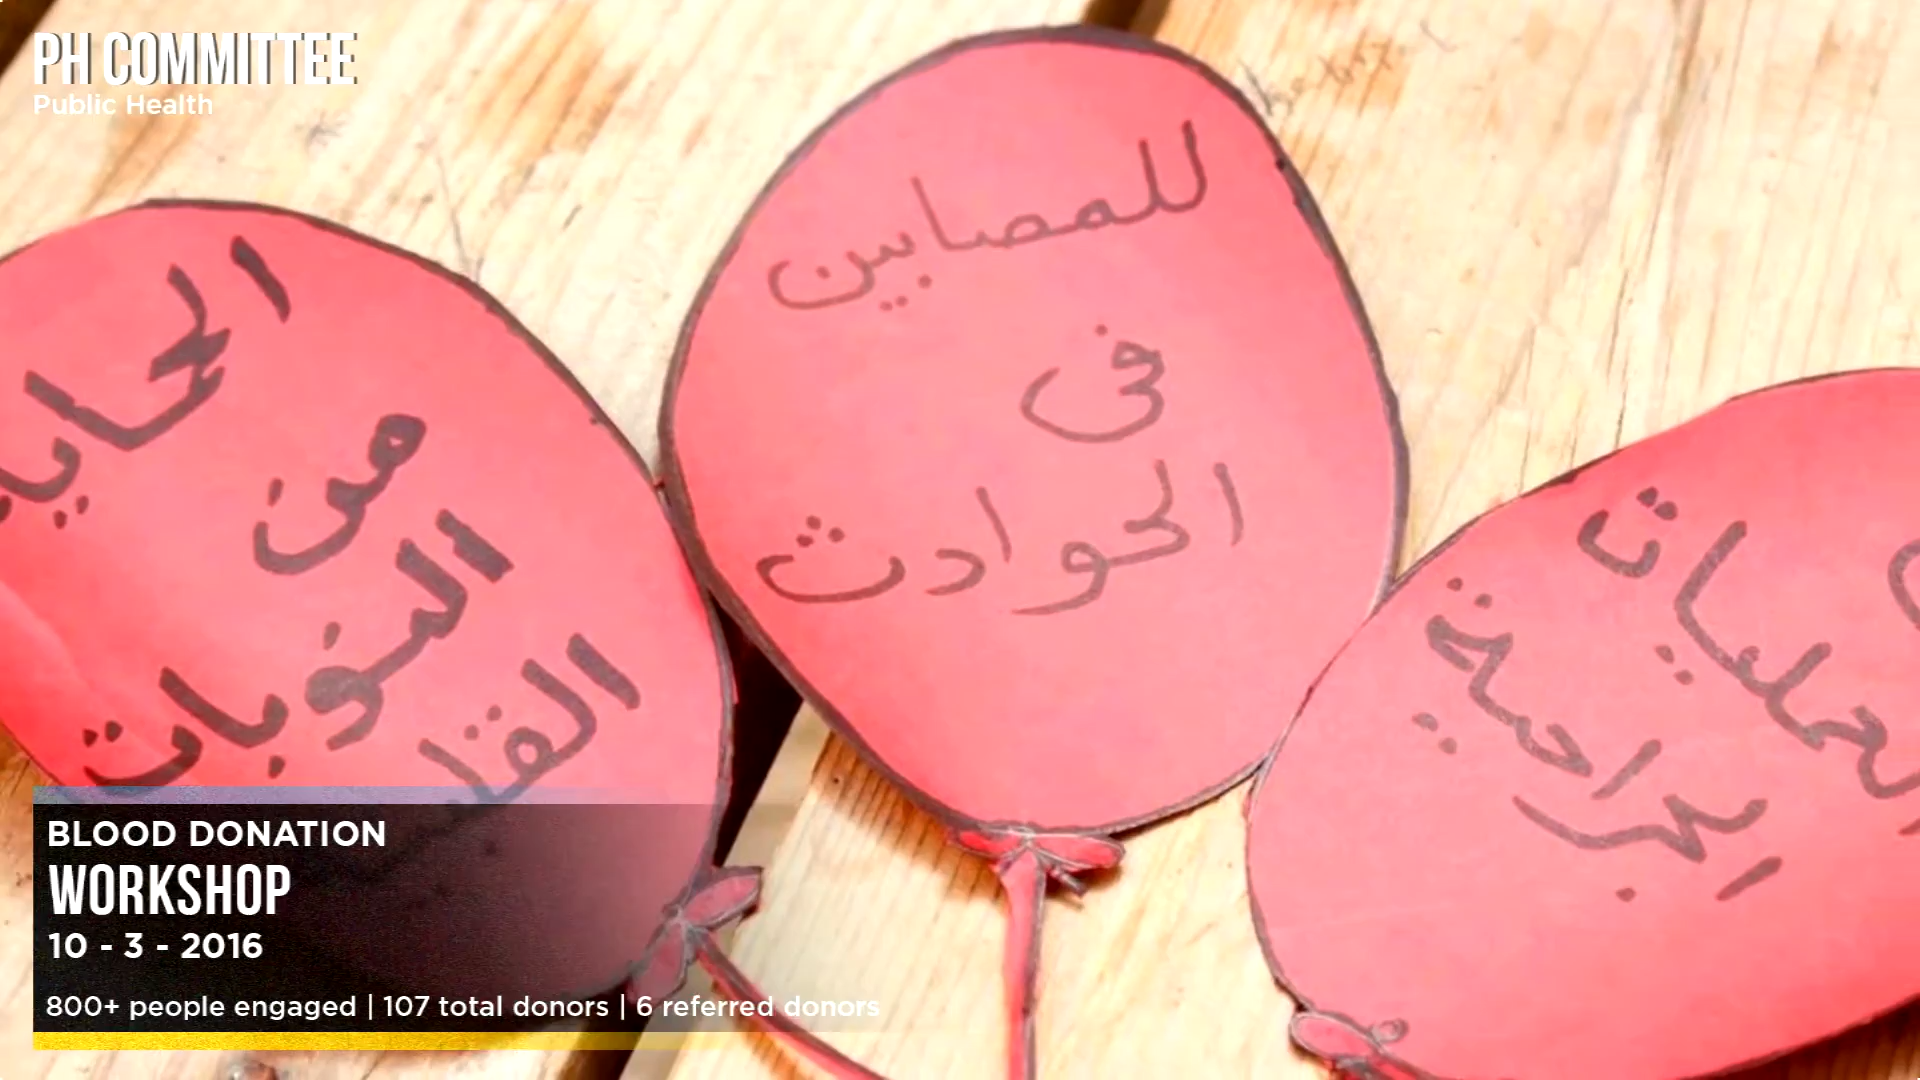 PH COMMITTEE
Public Health
من
النوبات
للمصابين
فى
الحوادث
العمليات
الجراحية
BLOOD DONATION
WORKSHOP
10 - 3 - 2016
800+ people engaged | 107 total donors | 6 referred donors